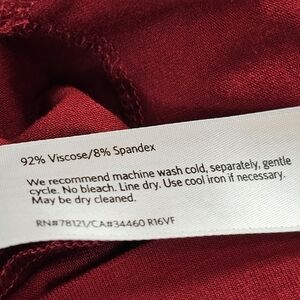 92% Viscose/8% Spandex
We recommend machine wash cold, separately, gentle
cycle. No bleach. Line dry. Use cool iron if necessary.
May be dry cleaned.
RN#78121/CA#34460 R16VF